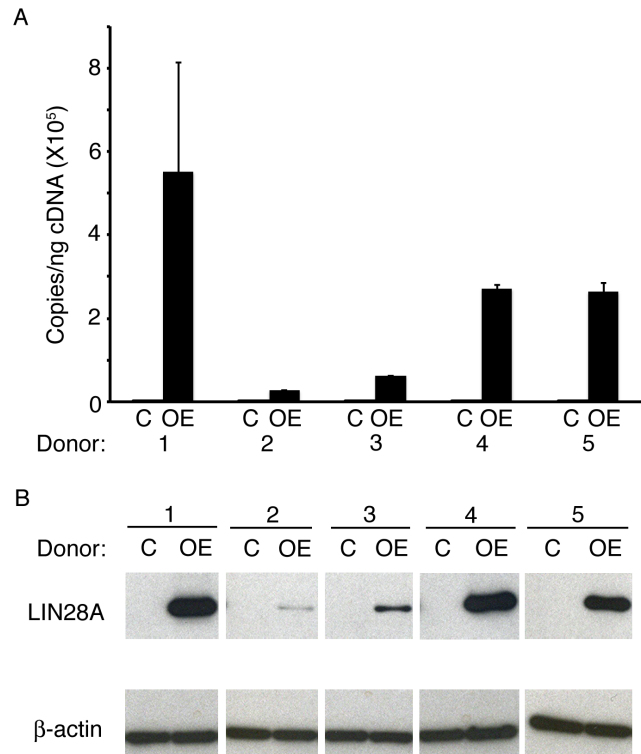 A
Copies/ng cDNA (X10⁵)
8
6
4
2
0
C OE C OE C OE C OE C OE
Donor: 1 2 3 4 5
B
1 2 3 4 5
Donor: C OE C OE C OE C OE C OE
LIN28A
β-actin